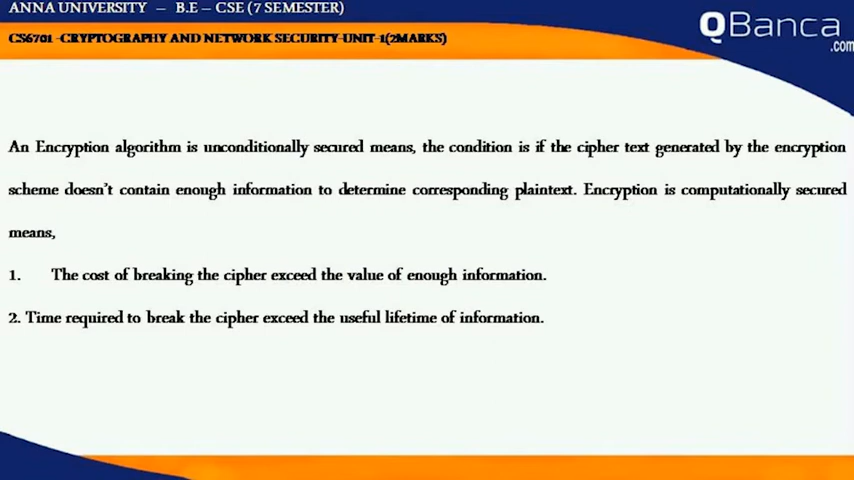 ANNA UNIVERSITY – B.E – CSE (7 SEMESTER)
CS6701 -CRYPTOGRAPHY AND NETWORK SECURITY-UNIT-1(2MARKS)
QBanca
.com
An Encryption algorithm is unconditionally secured means, the condition is if the cipher text generated by the encryption
scheme doesn't contain enough information to determine corresponding plaintext. Encryption is computationally secured
means,
1. The cost of breaking the cipher exceed the value of enough information.
2. Time required to break the cipher exceed the useful lifetime of information.